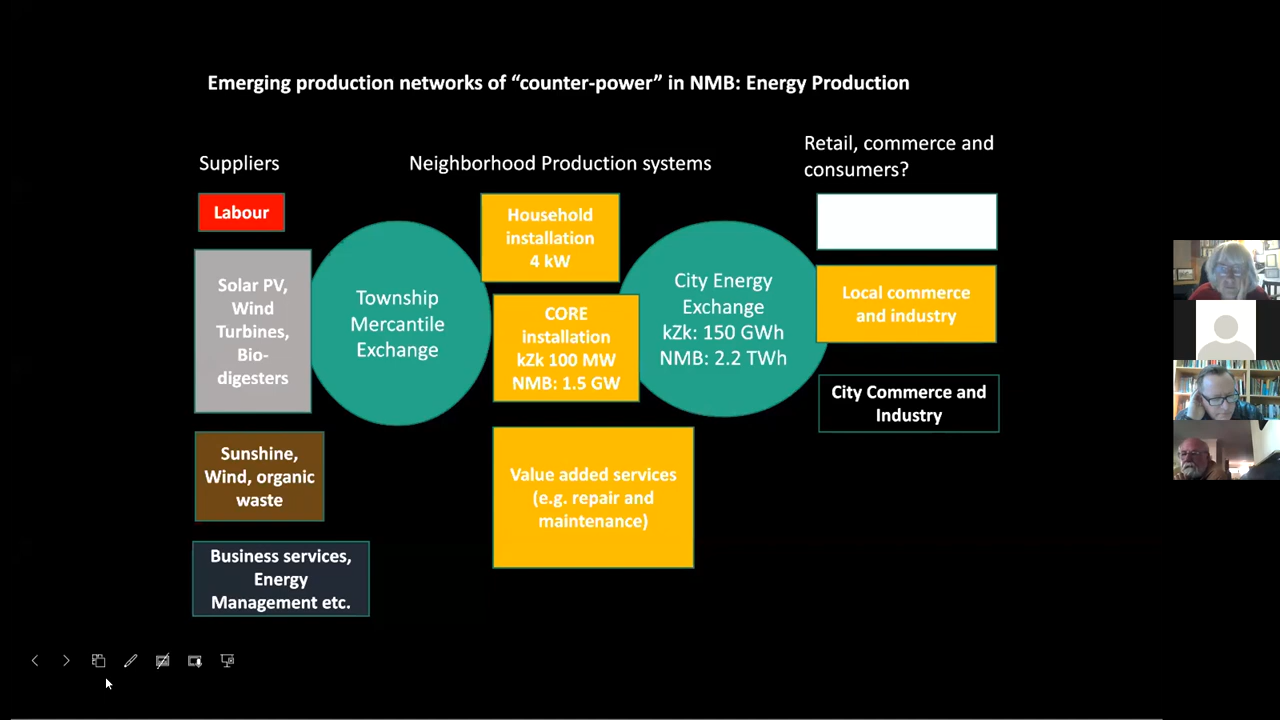 Emerging production networks of “counter-power” in NMB: Energy Production
Suppliers
Neighborhood Production systems
Retail, commerce and
consumers?
Labour
Solar PV,
Wind
Turbines,
Bio-
digesters
Sunshine,
Wind, organic
waste
Business services,
Energy
Management etc.
Township
Mercantile
Exchange
Household
installation
4 kW
CORE
installation
kZk 100 MW
NMB: 1.5 GW
Value added services
(e.g. repair and
maintenance)
City Energy
Exchange
kZk: 150 GWh
NMB: 2.2 TWh
Local commerce
and industry
City Commerce and
Industry